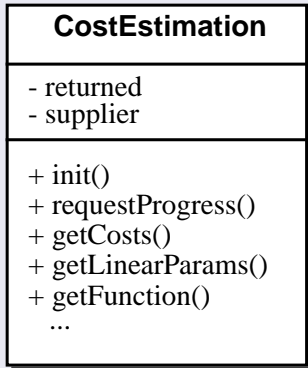 CostEstimation
- returned
- supplier
+ init()
+ requestProgress()
+ getCosts()
+ getLinearParams()
+ getFunction()
...